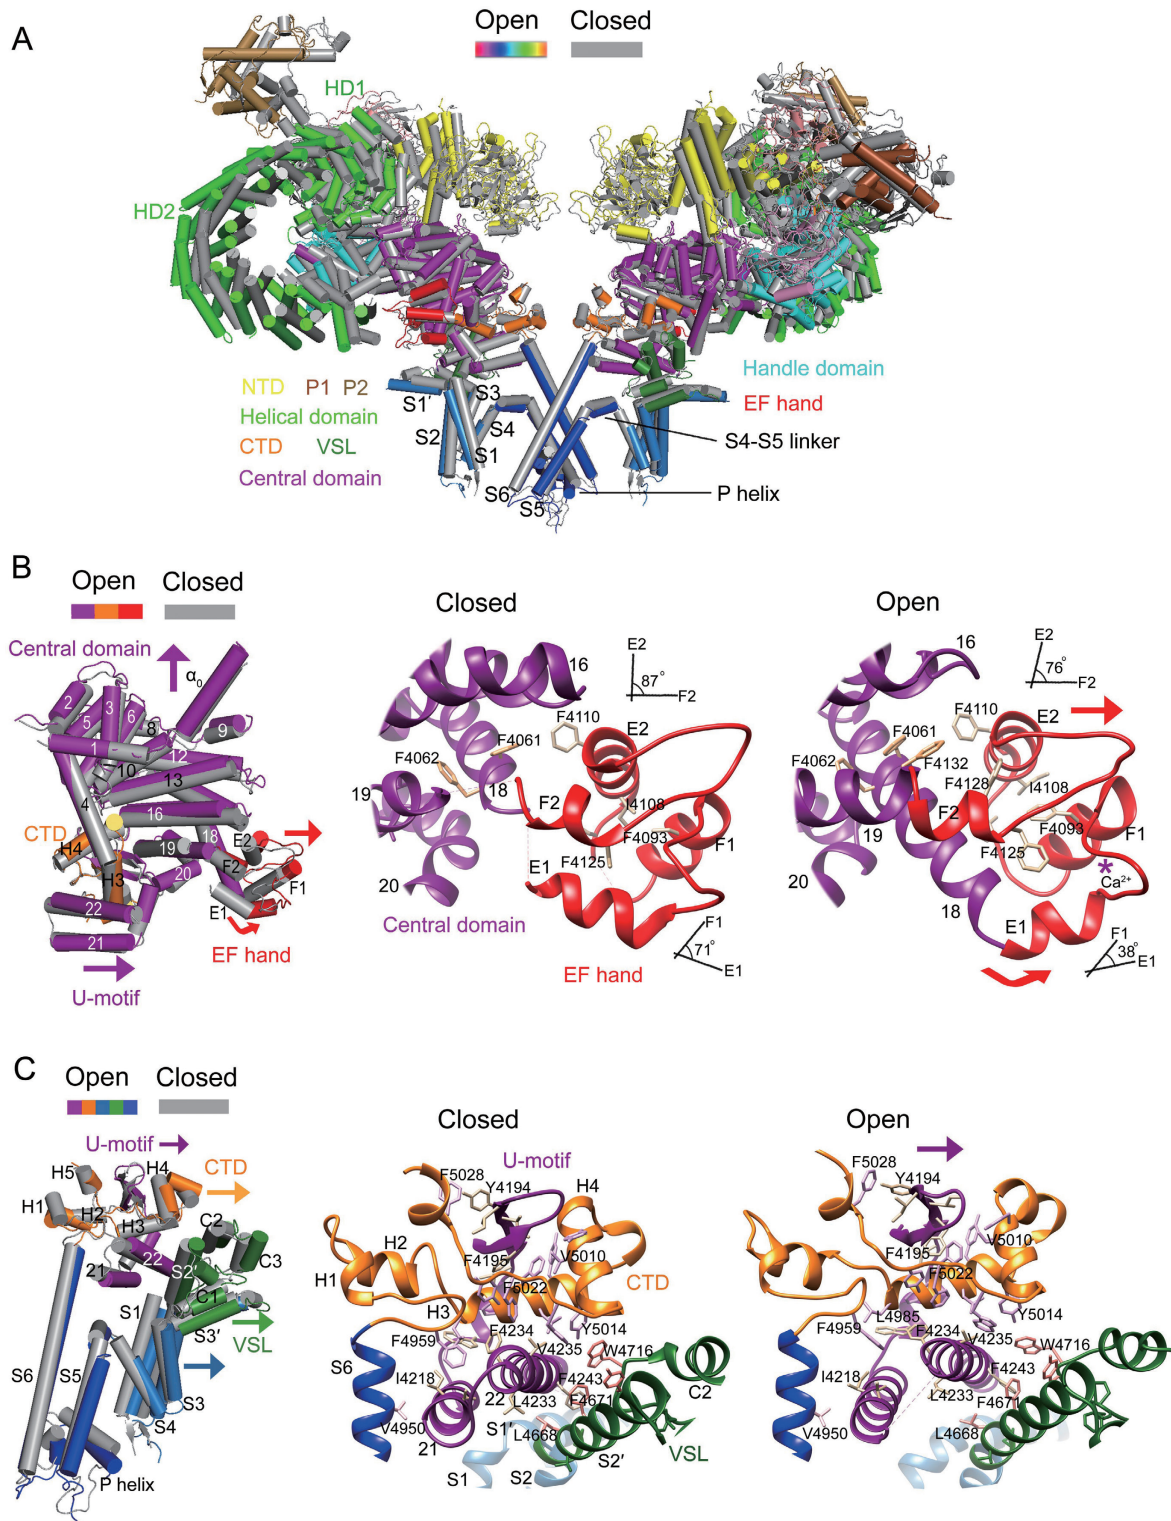 A
Open
Closed
HD1
HD2
NTD P1 P2
Helical domain
CTD VSL
Central domain
Handle domain
EF hand
S4-S5 linker
P helix
S1′
S3
S2
S4
S1
S6
S5
B
Open
Closed
Central domain
α0
2
3
6
5
8
9
1
12
10
13
4
16
CTD
H4
18
E2
19
F2
H3
20
F1
E1
22
21
EF hand
U-motif
Closed
16
E2
87°
F2
F4110
E2
F4061
F4062
18
19
F2
I4108
F4093
F1
F4125
E1
20
Central domain
EF hand
F1
71°
E1
Open
16
E2
76°
F2
F4110
E2
F4061
F4062
F4132
F4128
I4108
19
F2
F4093
F1
F4125
20
Ca2+
*
18
E1
F1
38°
E1
C
Open
Closed
U-motif
H5
H4
CTD
H1
H2
H3
C2
22
21
S2′
C3
S1
C1
S3′
VSL
S6
S5
S3
S4
P helix
Closed
U-motif
F5028
Y4194
H4
H2
F4195
V5010
H1
CTD
F5022
H3
Y5014
F4959
F4234
V4235
W4716
S6
I4218
F4243
22
C2
L4233
F4671
V4950
S1′
L4668
21
VSL
S2′
S1
S2
Open
F5028
Y4194
V5010
F4195
F5022
L4985
Y5014
F4959
F4234
V4235
W4716
I4218
F4243
L4233
F4671
V4950
L4668